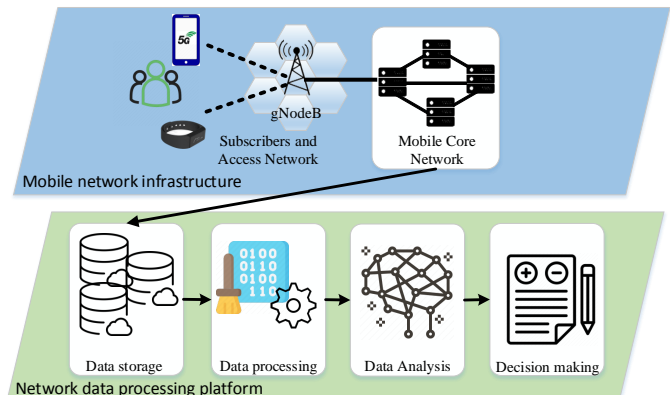 5G
gNodeB
Subscribers and
Access Network
Mobile Core
Network
Mobile network infrastructure
0100
0110
0100
110
Data storage
Data processing
Data Analysis
Decision making
Network data processing platform